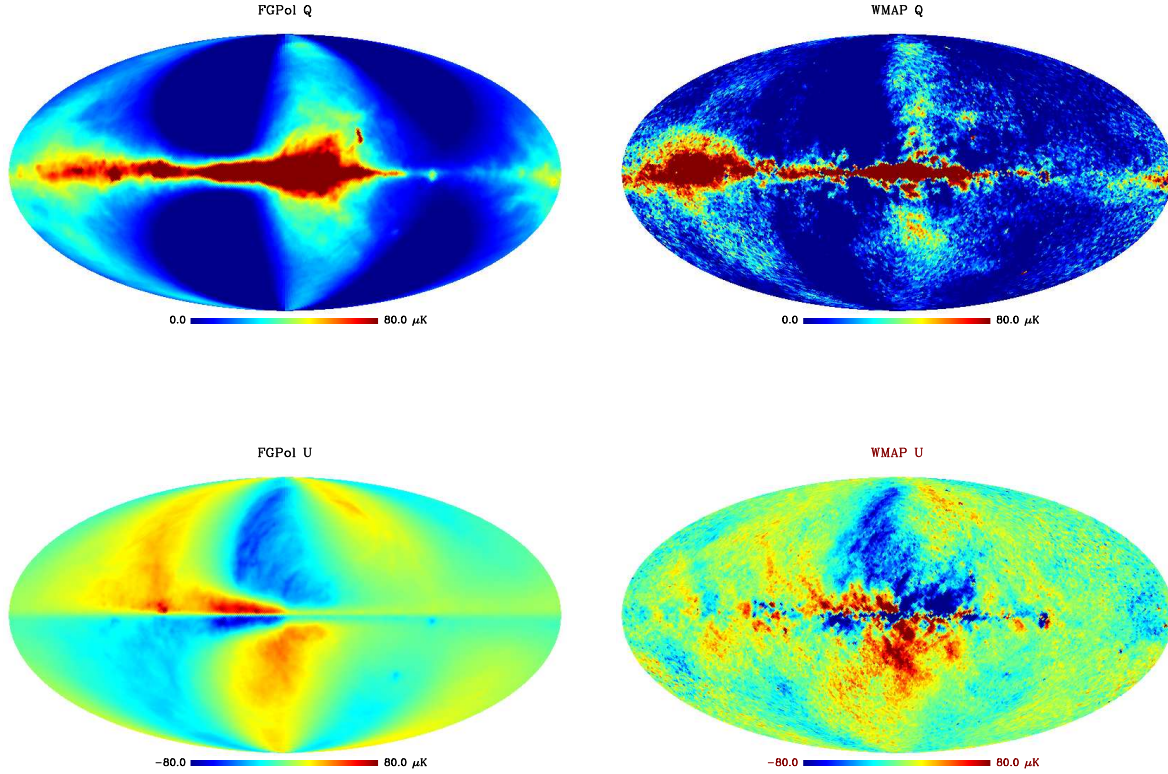 FGPol Q
WMAP Q
0.0 80.0 μK
0.0 80.0 μK
FGPol U
WMAP U
−80.0 80.0 μK
−80.0 80.0 μK